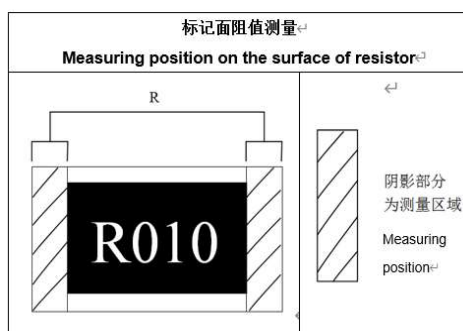 标记面阻值测量
Measuring position on the surface of resistor
R
R010
阴影部分
为测量区域
Measuring
position